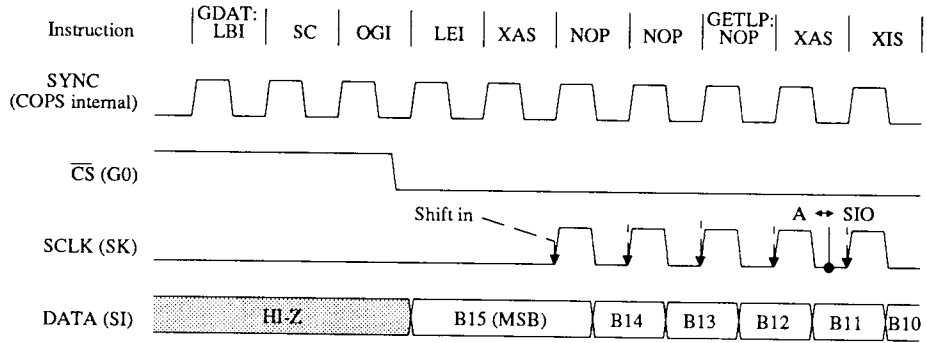 Instruction GDAT: LBI SC OGI LEI XAS NOP NOP GETLP: NOP XAS XIS
SYNC
(COPS internal)
CS (G0)
Shift in A SIO
SCLK (SK)
DATA (SI) HI-Z B15 (MSB) B14 B13 B12 B11 B10